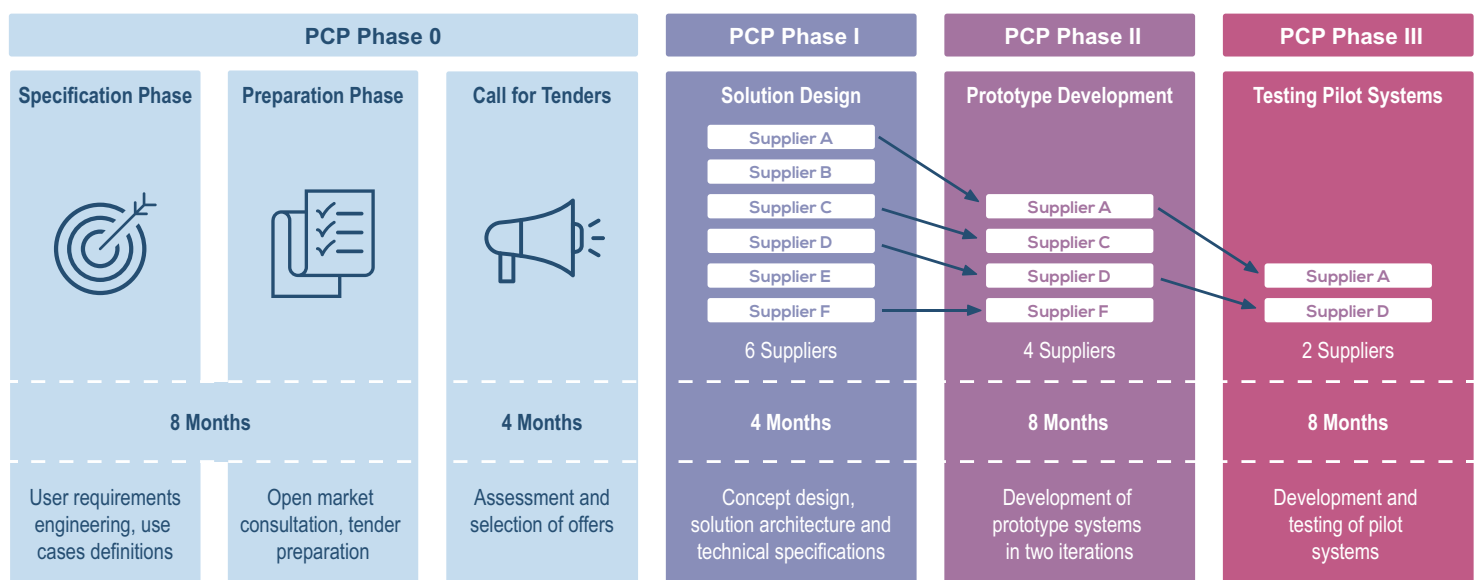 PCP Phase 0
Specification Phase
Preparation Phase
Call for Tenders
8 Months
4 Months
User requirements
engineering, use
cases definitions
Open market
consultation, tender
preparation
Assessment and
selection of offers
PCP Phase I
Solution Design
Supplier A
Supplier B
Supplier C
Supplier D
Supplier E
Supplier F
6 Suppliers
4 Months
Concept design,
solution architecture and
technical specifications
PCP Phase II
Prototype Development
Supplier A
Supplier C
Supplier D
Supplier F
4 Suppliers
8 Months
Development of
prototype systems
in two iterations
PCP Phase III
Testing Pilot Systems
Supplier A
Supplier D
2 Suppliers
8 Months
Development and
testing of pilot
systems